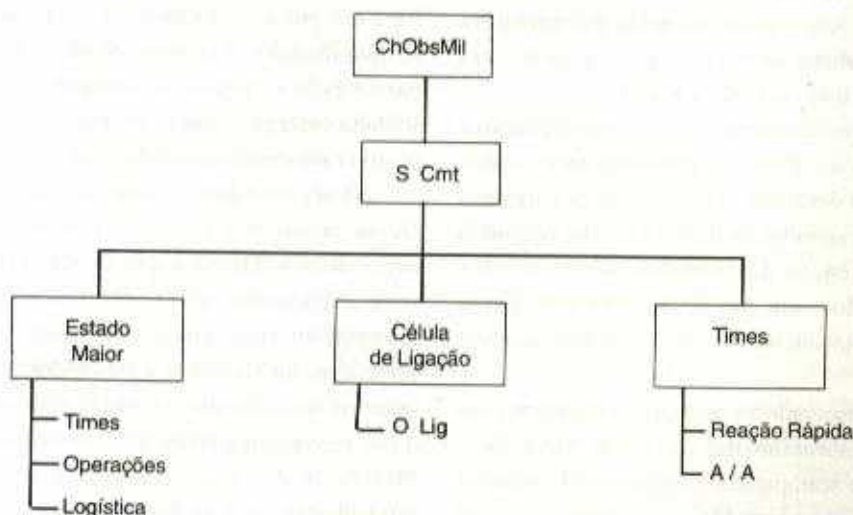 ChObsMil
S Cmt
Estado
Maior
Times
Operações
Logística
Célula
de Ligação
O Lig
Times
Reação Rápida
A / A